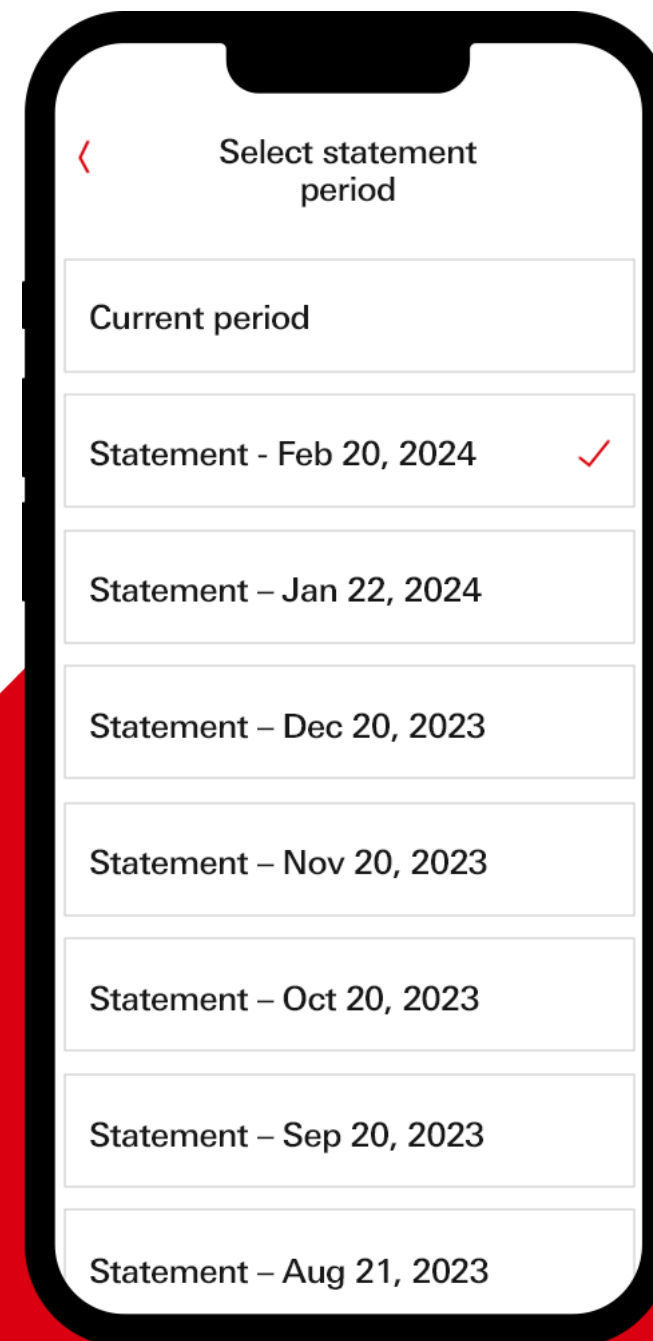 Select statement
period
Current period
Statement - Feb 20, 2024
Statement – Jan 22, 2024
Statement – Dec 20, 2023
Statement – Nov 20, 2023
Statement – Oct 20, 2023
Statement – Sep 20, 2023
Statement – Aug 21, 2023